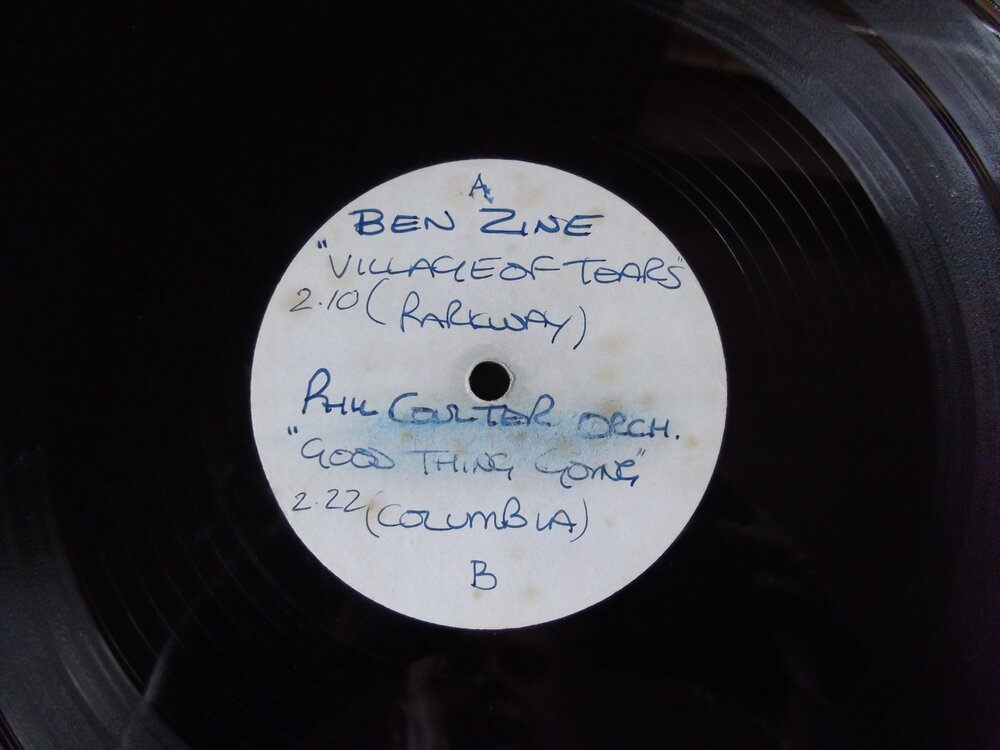 A
BEN ZINE
"VILLAGE OF TEARS"
2.10 (PARKWAY)
PHIL COULTER ORCH.
"GOOD THING GOING"
2.22 (COLUMBIA)
B